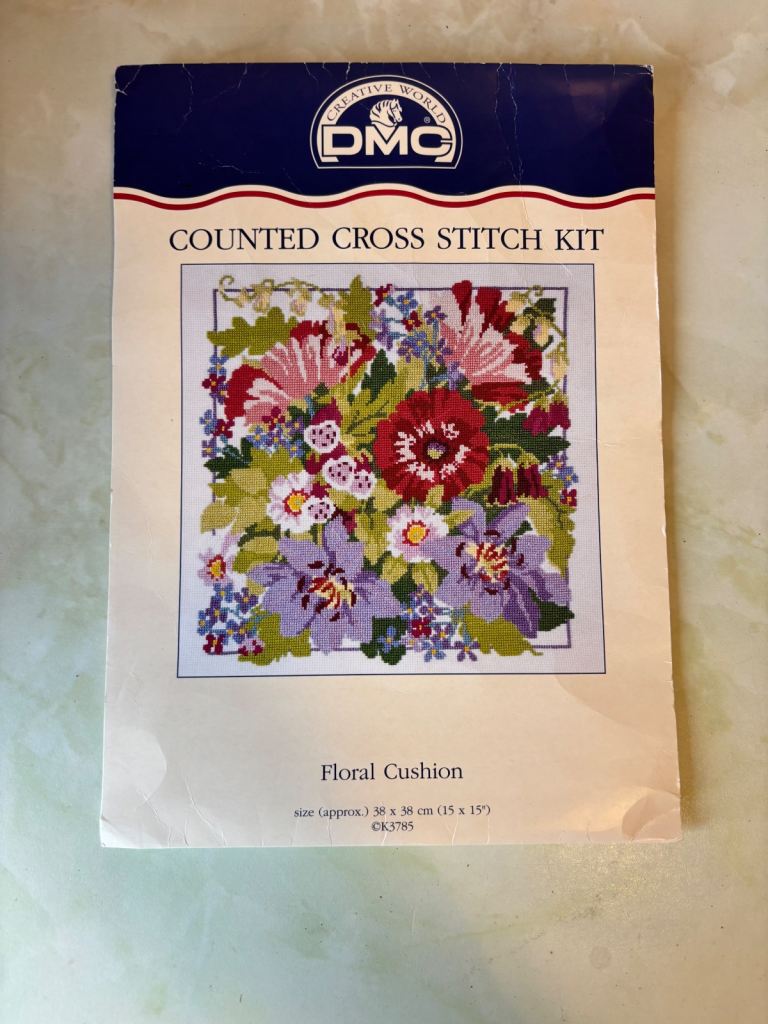 CREATIVE WORLD
DMC®
COUNTED CROSS STITCH KIT
Floral Cushion
size (approx.) 38 x 38 cm (15 x 15")
©K3785